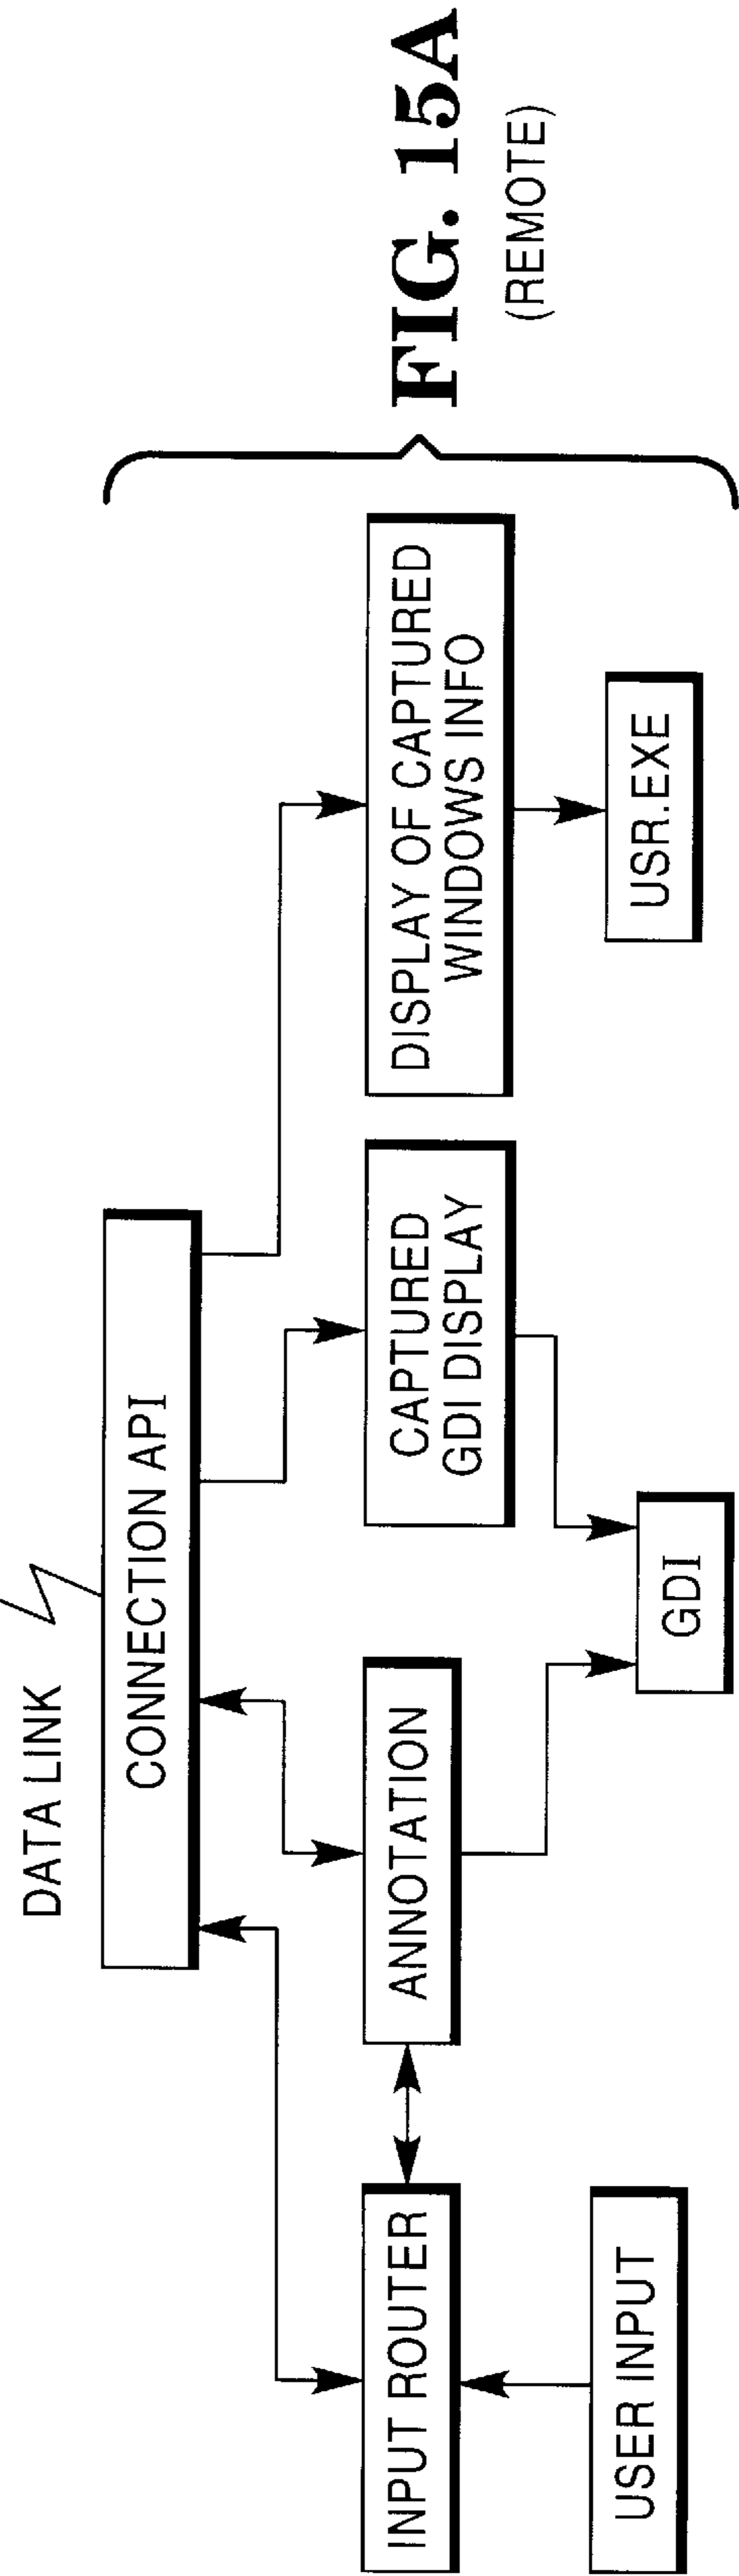 DATA LINK
CONNECTION API
INPUT ROUTER
ANNOTATION
CAPTURED
GDI DISPLAY
DISPLAY OF CAPTURED
WINDOWS INFO
USER INPUT
GDI
USR.EXE
FIG. 15A
(REMOTE)